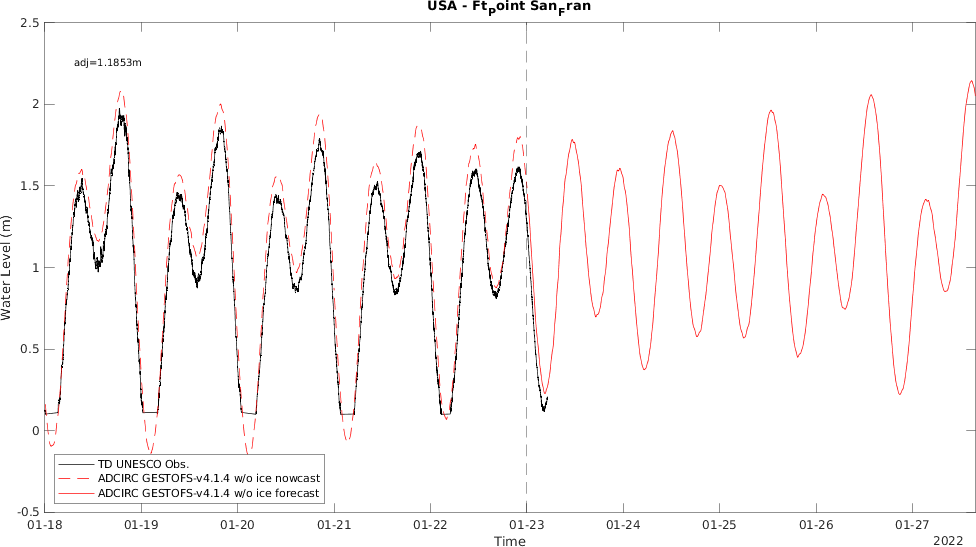 USA - FtPoint SanFran
2.5
adj=1.1853m
2
1.5
1
0.5
0
-0.5
Water Level (m)
TD UNESCO Obs.
ADCIRC GESTOFS-v4.1.4 w/o ice nowcast
ADCIRC GESTOFS-v4.1.4 w/o ice forecast
01-18 01-19 01-20 01-21 01-22 01-23 01-24 01-25 01-26 01-27
Time
2022